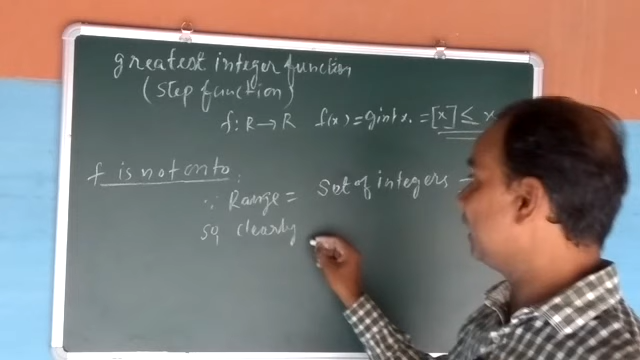 greatest integer function
(step function)
f: R→R f(x) = gint x. = [x] ≤ x
f is not onto:
∵ Range = Set of integers =
so, clearly